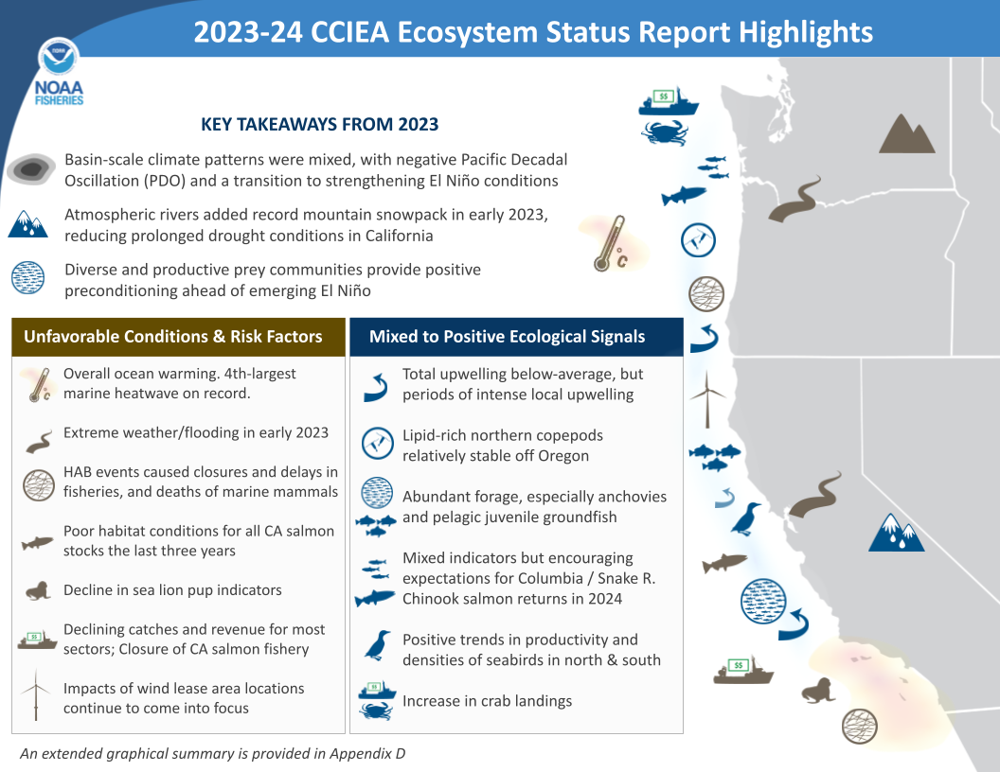 2023-24 CCIEA Ecosystem Status Report Highlights
NOAA
FISHERIES
KEY TAKEAWAYS FROM 2023
Basin-scale climate patterns were mixed, with negative Pacific Decadal
Oscillation (PDO) and a transition to strengthening El Niño conditions
Atmospheric rivers added record mountain snowpack in early 2023,
reducing prolonged drought conditions in California
Diverse and productive prey communities provide positive
preconditioning ahead of emerging El Niño
°C
$$
Unfavorable Conditions & Risk Factors
Overall ocean warming. 4th-largest
marine heatwave on record.
Extreme weather/flooding in early 2023
HAB events caused closures and delays in
fisheries, and deaths of marine mammals
Poor habitat conditions for all CA salmon
stocks the last three years
Decline in sea lion pup indicators
$$
Declining catches and revenue for most
sectors; Closure of CA salmon fishery
Impacts of wind lease area locations
continue to come into focus
Mixed to Positive Ecological Signals
Total upwelling below-average, but
periods of intense local upwelling
Lipid-rich northern copepods
relatively stable off Oregon
Abundant forage, especially anchovies
and pelagic juvenile groundfish
Mixed indicators but encouraging
expectations for Columbia / Snake R.
Chinook salmon returns in 2024
Positive trends in productivity and
densities of seabirds in north & south
$$
Increase in crab landings
$$
An extended graphical summary is provided in Appendix D